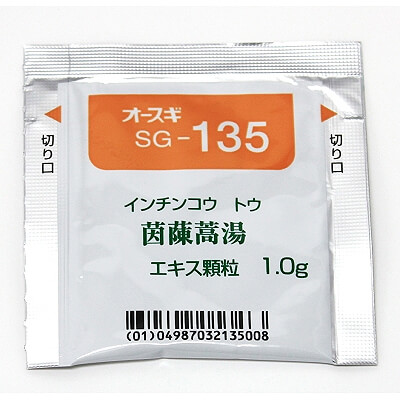 オースギ
SG-135
切り口
切り口
インチンコウ トウ
茵蔯蒿湯
エキス顆粒 1.0g
(01)04987032135008